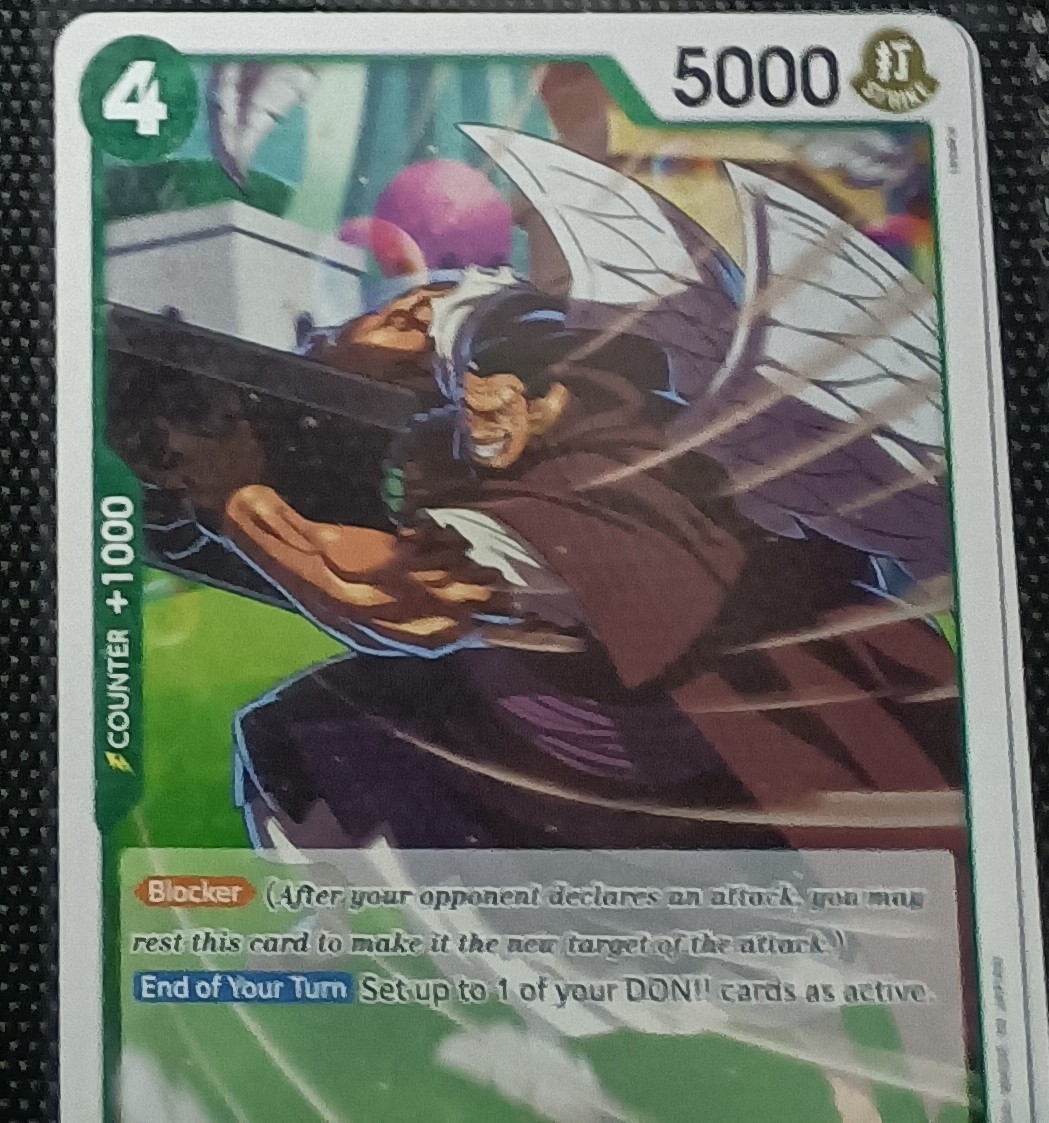 4
5000
打
STRIKE
COUNTER +1000
Blocker (After your opponent declares an attack, you may
rest this card to make it the new target of the attack.)
End of Your Turn Set up to 1 of your DON!! cards as active.